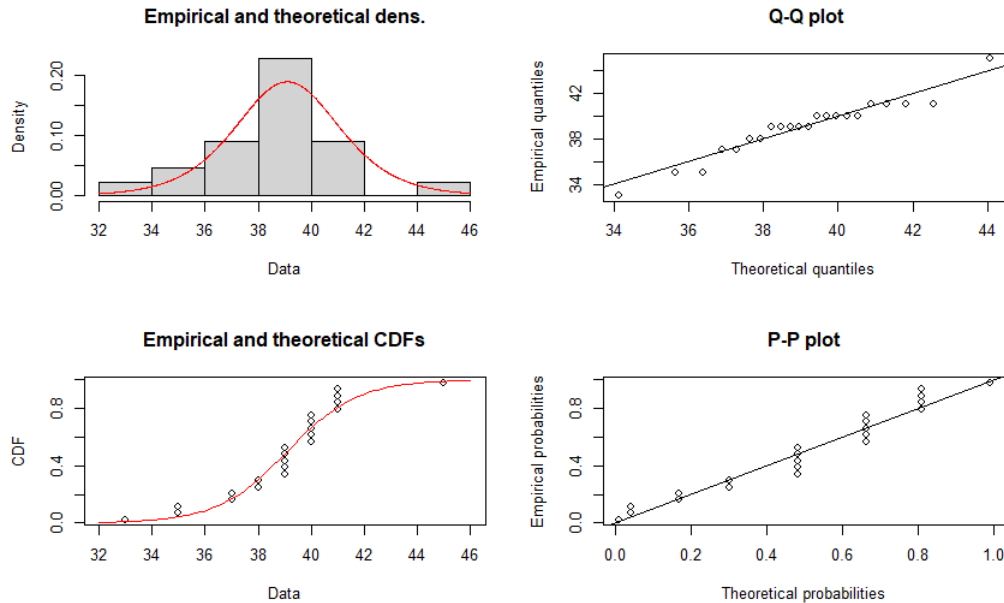 Empirical and theoretical dens.
Density
0.00 0.10 0.20
32 34 36 38 40 42 44 46
Data
Q-Q plot
Empirical quantiles
34 38 42
34 36 38 40 42 44
Theoretical quantiles
Empirical and theoretical CDFs
CDF
0.0 0.4 0.8
32 34 36 38 40 42 44 46
Data
P-P plot
Empirical probabilities
0.0 0.4 0.8
0.0 0.2 0.4 0.6 0.8 1.0
Theoretical probabilities